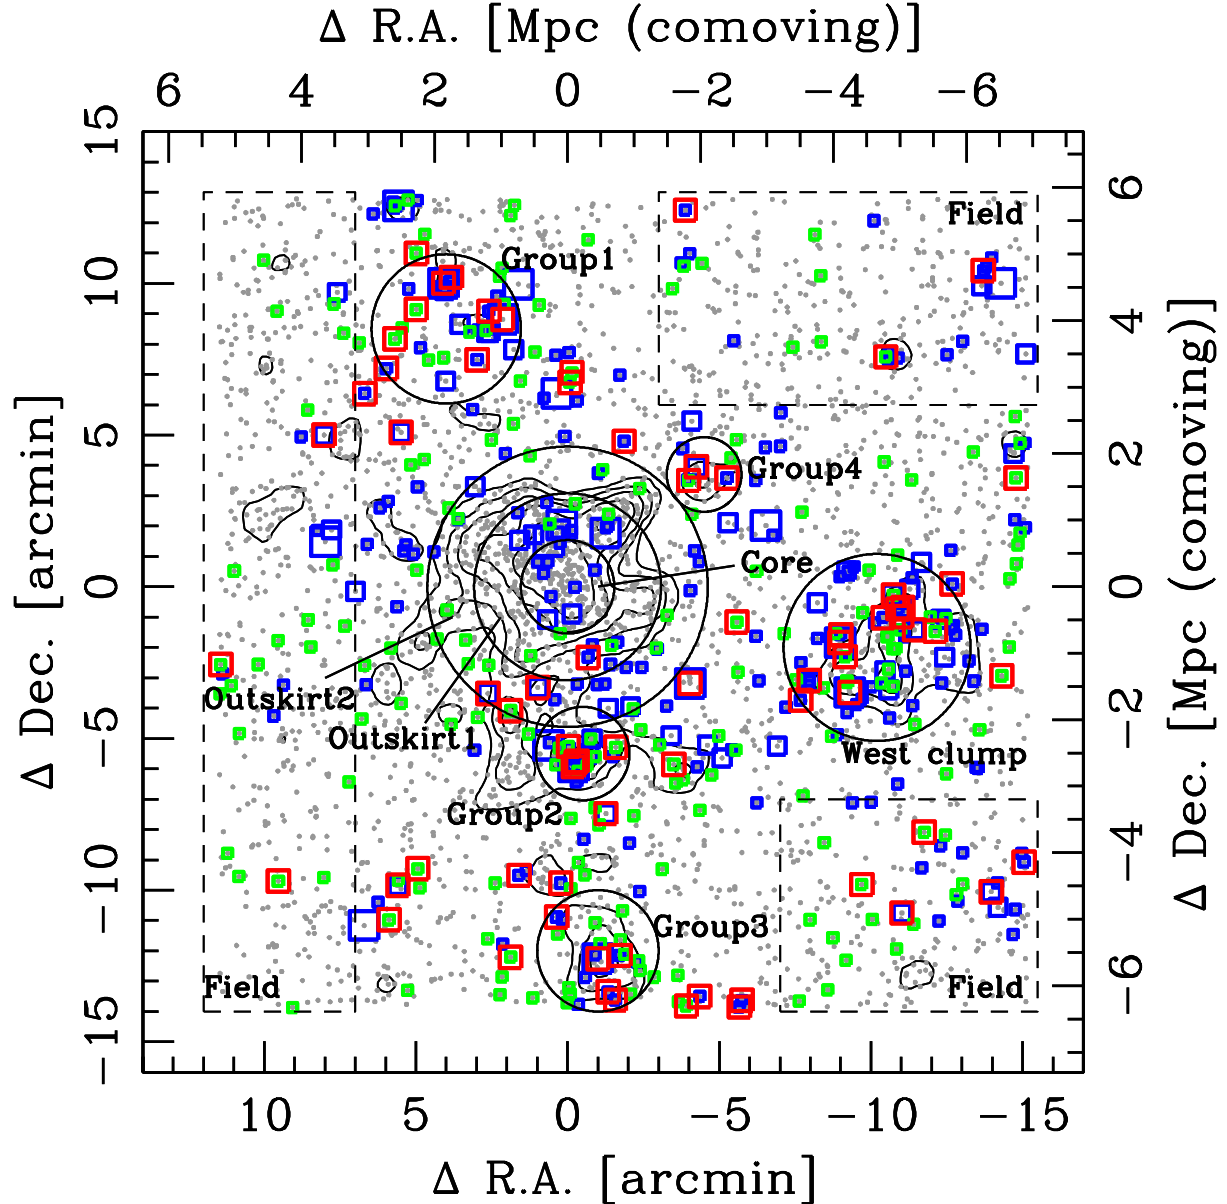 Δ R.A. [Mpc (comoving)]
6 4 2 0 −2 −4 −6
15 10 5 0 −5 −10 −15
Δ Dec. [arcmin]
6 4 2 0 −2 −4 −6
Δ Dec. [Mpc (comoving)]
Field
Group1
Group4
Core
Outskirt2
Outskirt1
West clump
Group2
Group3
Field
Field
10 5 0 −5 −10 −15
Δ R.A. [arcmin]